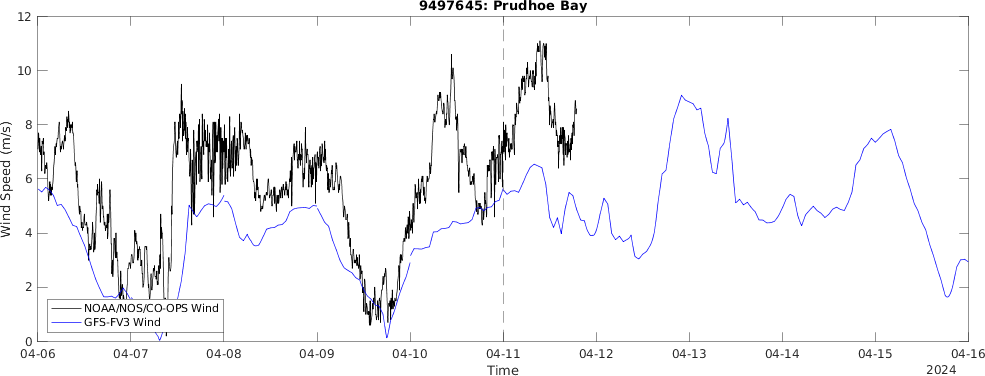 9497645: Prudhoe Bay
12
10
8
6
4
2
0
Wind Speed (m/s)
NOAA/NOS/CO-OPS Wind
GFS-FV3 Wind
04-06 04-07 04-08 04-09 04-10 04-11 04-12 04-13 04-14 04-15 04-16
Time
2024